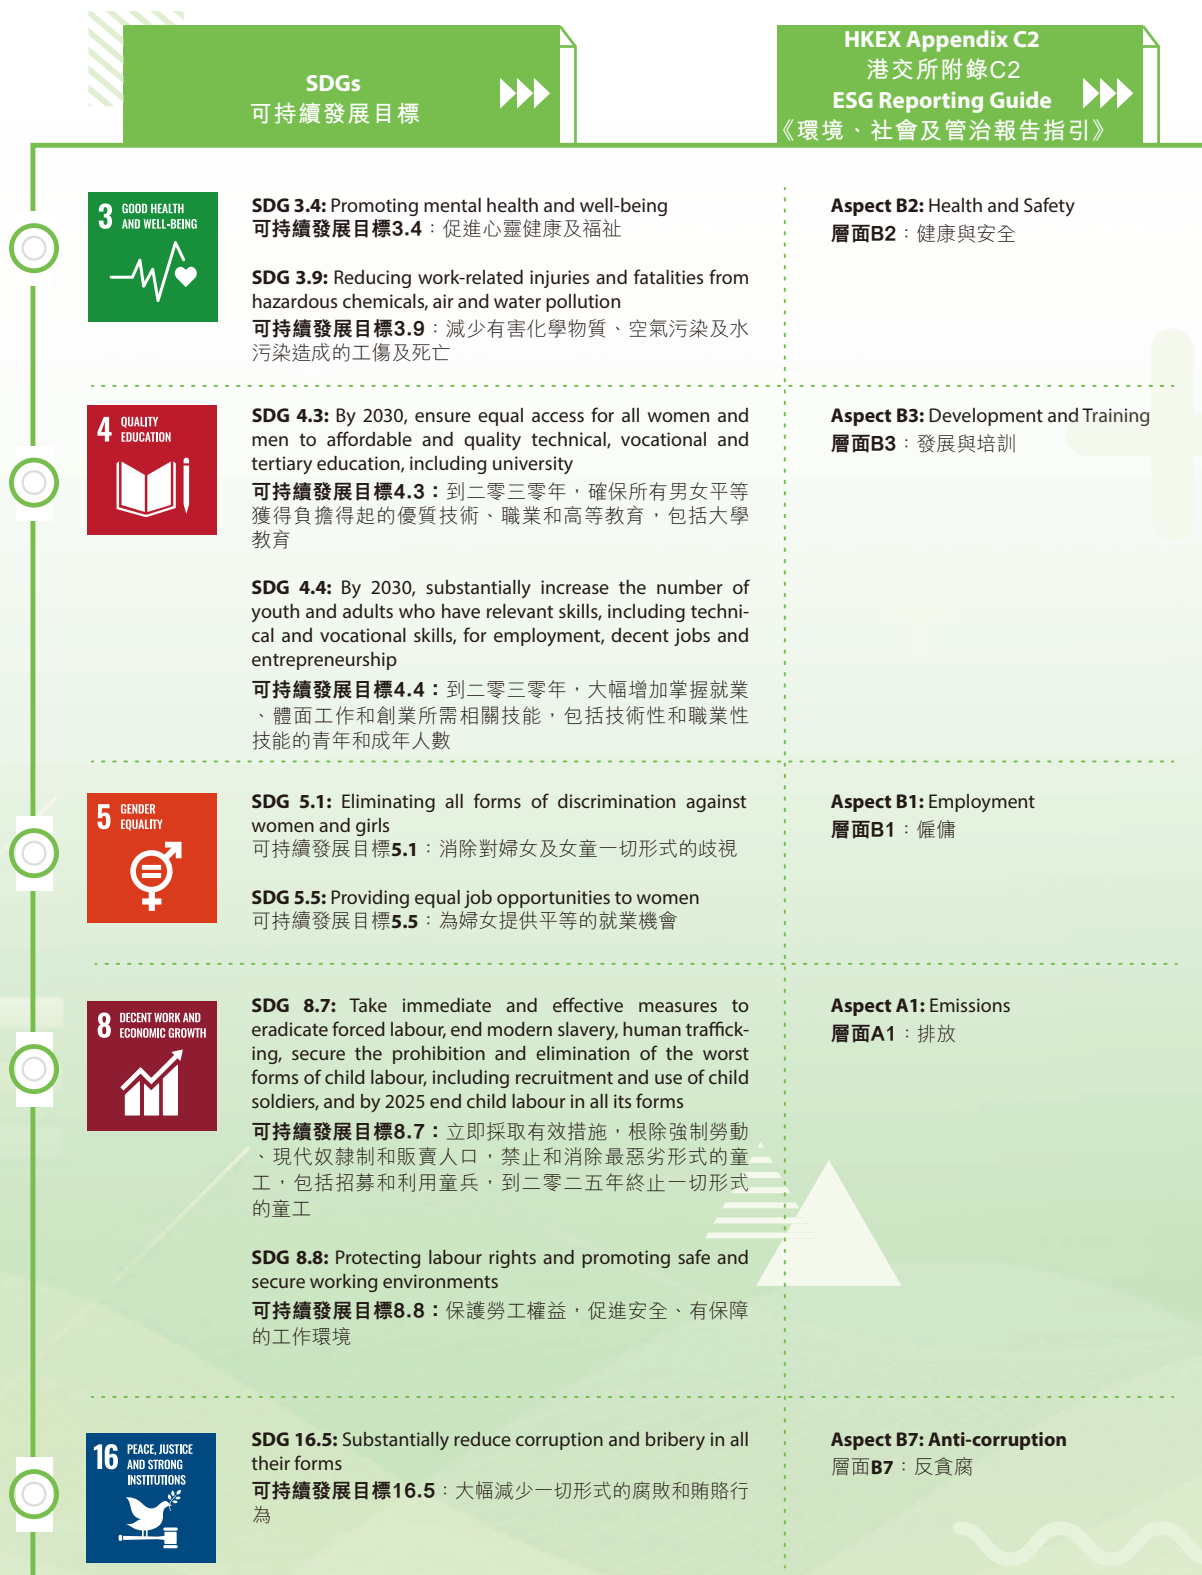 SDGs
可持續發展目標
HKEX Appendix C2
港交所附錄C2
ESG Reporting Guide
《環境、社會及管治報告指引》
3 GOOD HEALTH
AND WELL-BEING
SDG 3.4: Promoting mental health and well-being
可持續發展目標3.4：促進心靈健康及福祉
SDG 3.9: Reducing work-related injuries and fatalities from
hazardous chemicals, air and water pollution
可持續發展目標3.9：減少有害化學物質、空氣污染及水
污染造成的工傷及死亡
Aspect B2: Health and Safety
層面B2：健康與安全
4 QUALITY
EDUCATION
SDG 4.3: By 2030, ensure equal access for all women and
men to affordable and quality technical, vocational and
tertiary education, including university
可持續發展目標4.3：到二零三零年，確保所有男女平等
獲得負擔得起的優質技術、職業和高等教育，包括大學
教育
SDG 4.4: By 2030, substantially increase the number of
youth and adults who have relevant skills, including techni-
cal and vocational skills, for employment, decent jobs and
entrepreneurship
可持續發展目標4.4：到二零三零年，大幅增加掌握就業
、體面工作和創業所需相關技能，包括技術性和職業性
技能的青年和成年人數
Aspect B3: Development and Training
層面B3：發展與培訓
5 GENDER
EQUALITY
SDG 5.1: Eliminating all forms of discrimination against
women and girls
可持續發展目標5.1：消除對婦女及女童一切形式的歧視
SDG 5.5: Providing equal job opportunities to women
可持續發展目標5.5：為婦女提供平等的就業機會
Aspect B1: Employment
層面B1：僱傭
8 DECENT WORK AND
ECONOMIC GROWTH
SDG 8.7: Take immediate and effective measures to
eradicate forced labour, end modern slavery, human traffick-
ing, secure the prohibition and elimination of the worst
forms of child labour, including recruitment and use of child
soldiers, and by 2025 end child labour in all its forms
可持續發展目標8.7：立即採取有效措施，根除強制勞動
、現代奴隸制和販賣人口，禁止和消除最惡劣形式的童
工，包括招募和利用童兵，到二零二五年終止一切形式
的童工
SDG 8.8: Protecting labour rights and promoting safe and
secure working environments
可持續發展目標8.8：保護勞工權益，促進安全、有保障
的工作環境
Aspect A1: Emissions
層面A1：排放
16 PEACE, JUSTICE
AND STRONG
INSTITUTIONS
SDG 16.5: Substantially reduce corruption and bribery in all
their forms
可持續發展目標16.5：大幅減少一切形式的腐敗和賄賂行
為
Aspect B7: Anti-corruption
層面B7：反貪腐